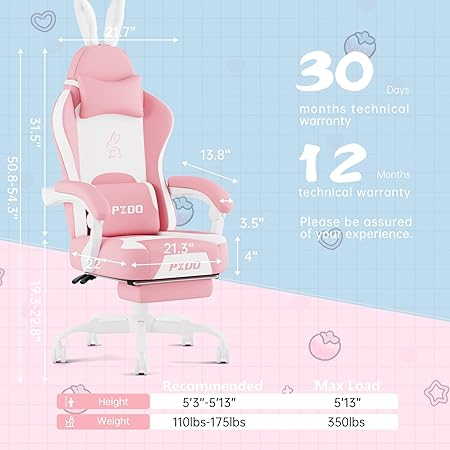 21.7"
30 Days
months technical
warranty
31.5"
13.8"
12 Months
technical warranty
50.8-54.3"
PZDO
3.5"
Please be assured
of your experience.
21.3"
22"
4"
PZDO
19.3-22.8"
Recommended Max Load
Height 5'3"-5'13" 5'13"
Weight 110lbs-175lbs 350lbs